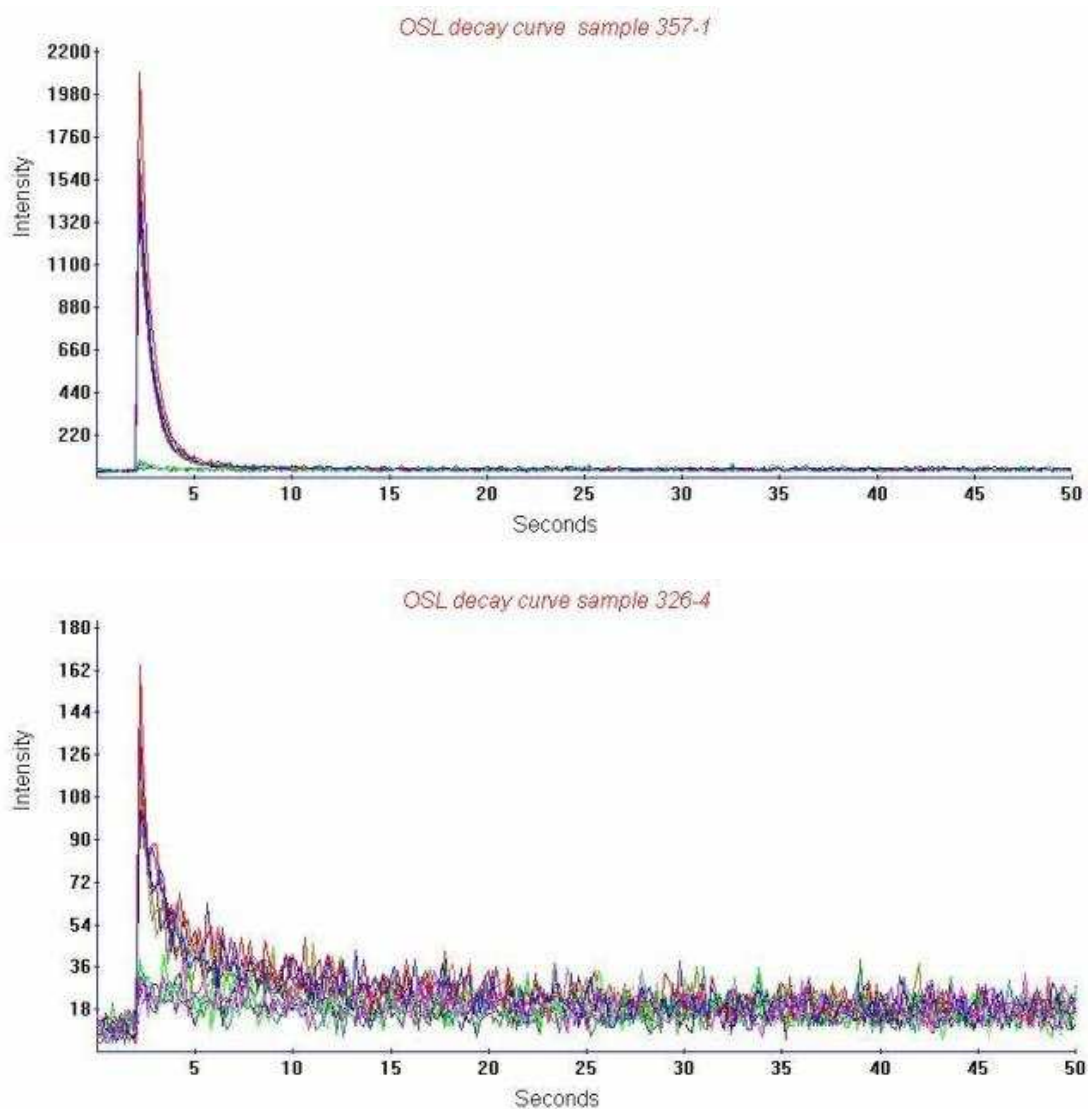 OSL decay curve sample 357-1
2200
1980
1760
1540
1320
1100
880
660
440
220
Intensity
5 10 15 20 25 30 35 40 45 50
Seconds
OSL decay curve sample 326-4
180
162
144
126
108
90
72
54
36
18
Intensity
5 10 15 20 25 30 35 40 45 50
Seconds